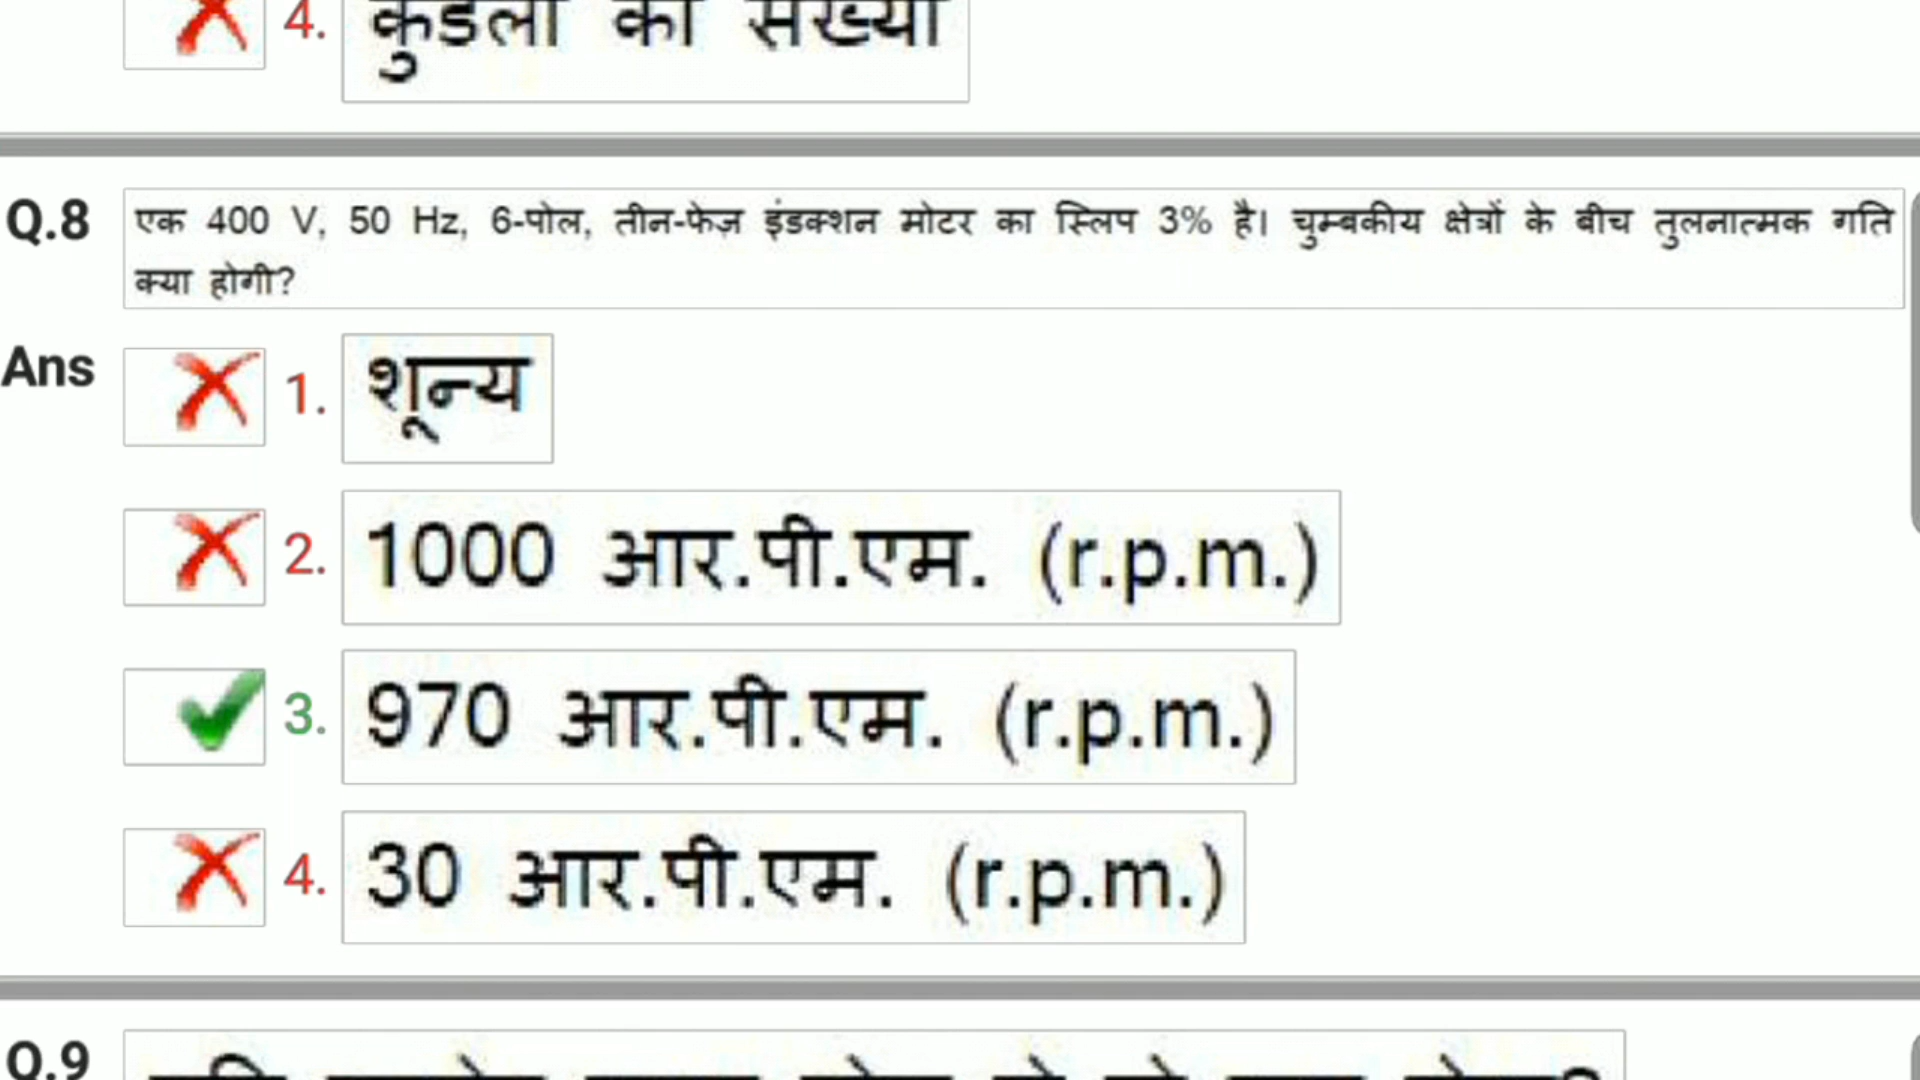 4. कुंडली की संख्या
Q.8 एक 400 V, 50 Hz, 6-पोल, तीन-फेज़ इंडक्शन मोटर का स्लिप 3% है। चुम्बकीय क्षेत्रों के बीच तुलनात्मक गति
क्या होगी?
Ans 1. शून्य
2. 1000 आर.पी.एम. (r.p.m.)
3. 970 आर.पी.एम. (r.p.m.)
4. 30 आर.पी.एम. (r.p.m.)
Q.9